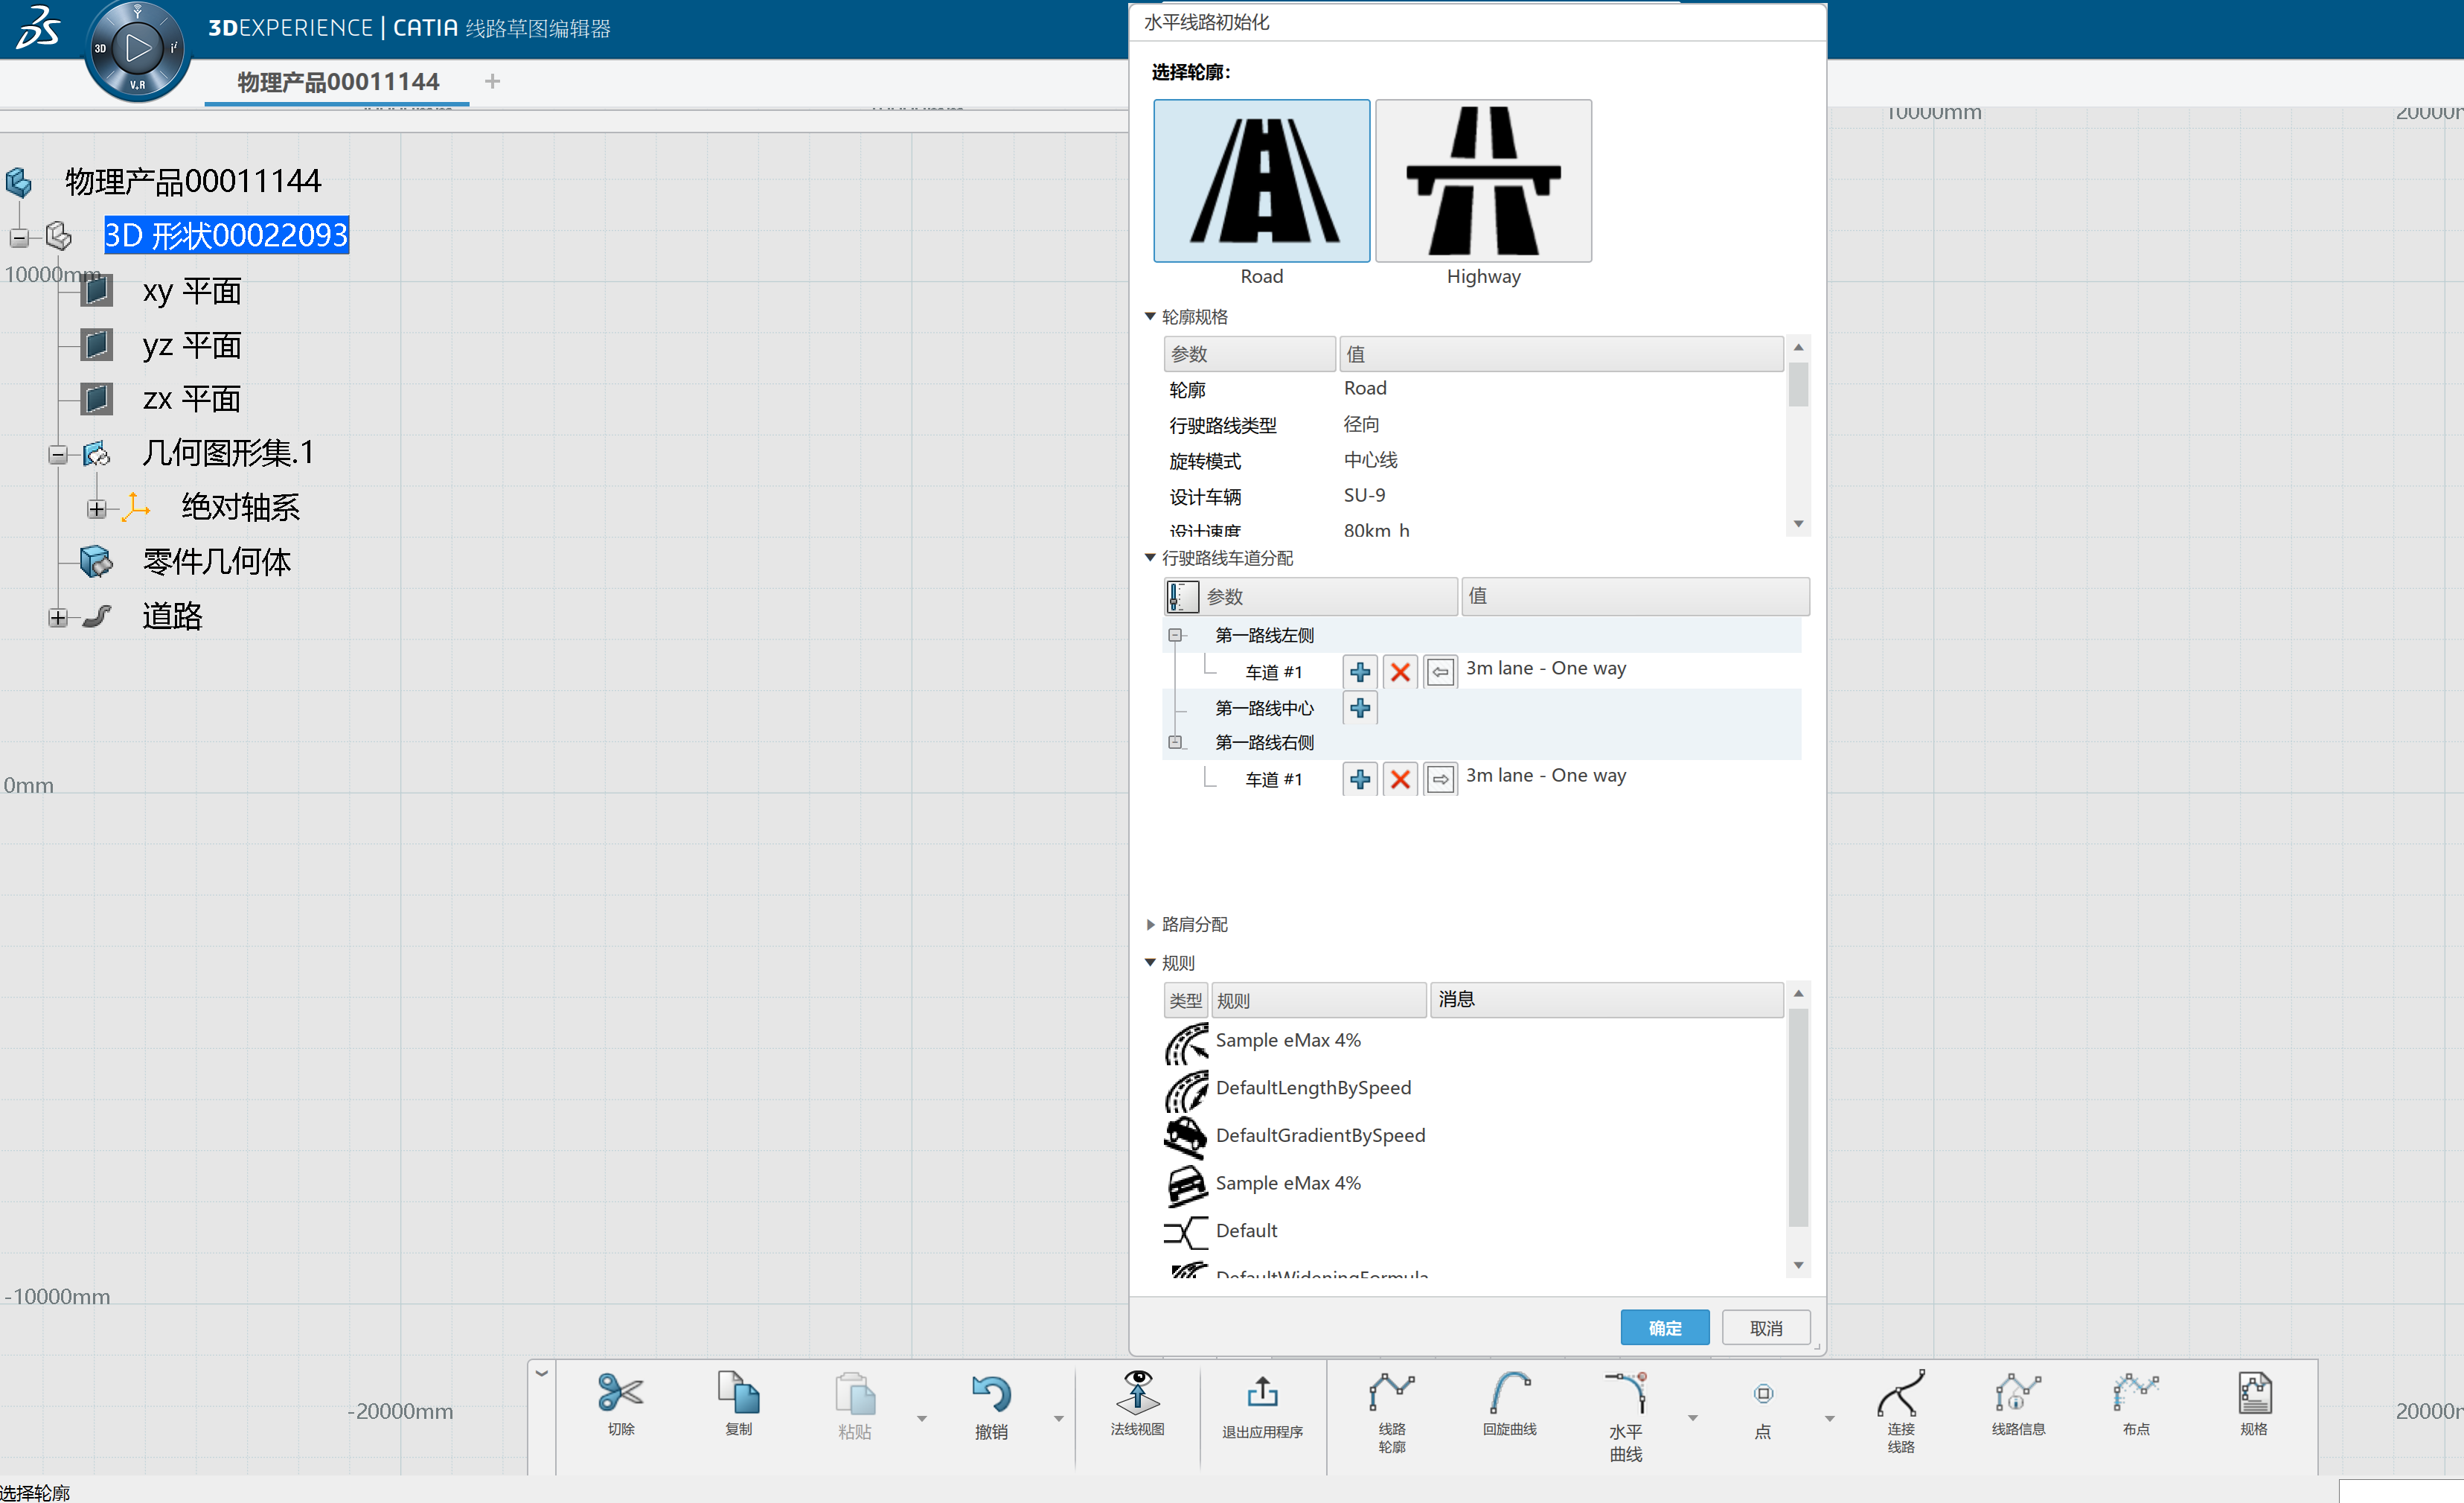 3DEXPERIENCE | CATIA 线路草图编辑器
3D
V.R
物理产品00011144
10000mm
物理产品00011144
3D 形状00022093
10000mm
xy 平面
yz 平面
zx 平面
几何图形集.1
绝对轴系
零件几何体
道路
0mm
-10000mm
-20000mm
水平线路初始化
选择轮廓：
Road
Highway
轮廓规格
参数
值
轮廓
Road
行驶路线类型
径向
旋转模式
中心线
设计车辆
SU-9
设计速度
80km_h
行驶路线车道分配
参数
值
第一路线左侧
车道 #1
3m lane - One way
第一路线中心
第一路线右侧
车道 #1
3m lane - One way
路肩分配
规则
类型
规则
消息
Sample eMax 4%
DefaultLengthBySpeed
DefaultGradientBySpeed
Sample eMax 4%
Default
DefaultWideningFormula
确定
取消
切除
复制
粘贴
撤销
法线视图
退出应用程序
线路
轮廓
回旋曲线
水平
曲线
点
连接
线路
线路信息
布点
规格
选择轮廓